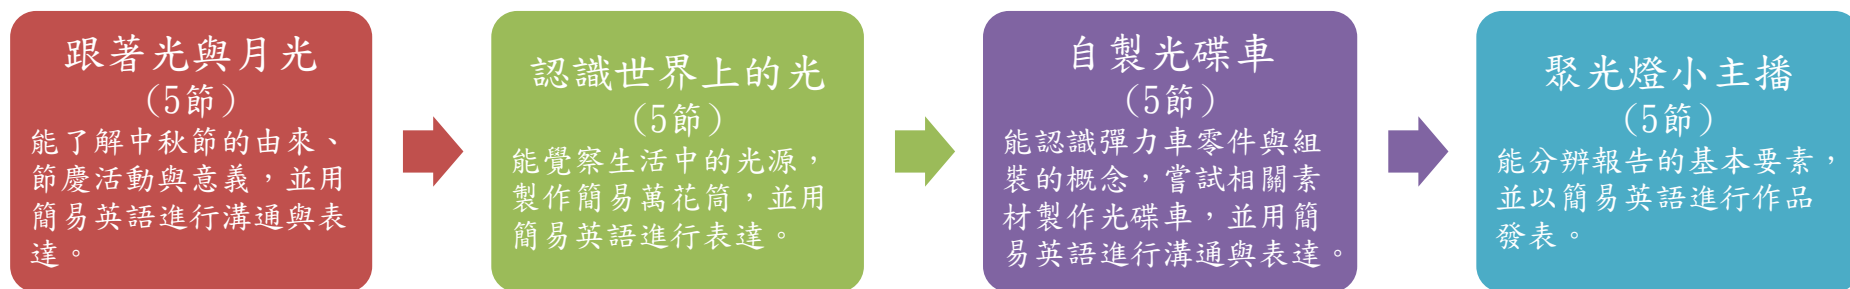 跟著光與月光
(5節)
能了解中秋節的由來、
節慶活動與意義，並用
簡易英語進行溝通與表
達。
認識世界上的光
(5節)
能覺察生活中的光源，
製作簡易萬花筒，並用
簡易英語進行表達。
自製光碟車
(5節)
能認識彈力車零件與組
裝的概念，嘗試相關素
材製作光碟車，並用簡
易英語進行溝通與表達。
聚光燈小主播
(5節)
能分辨報告的基本要素，
並以簡易英語進行作品
發表。